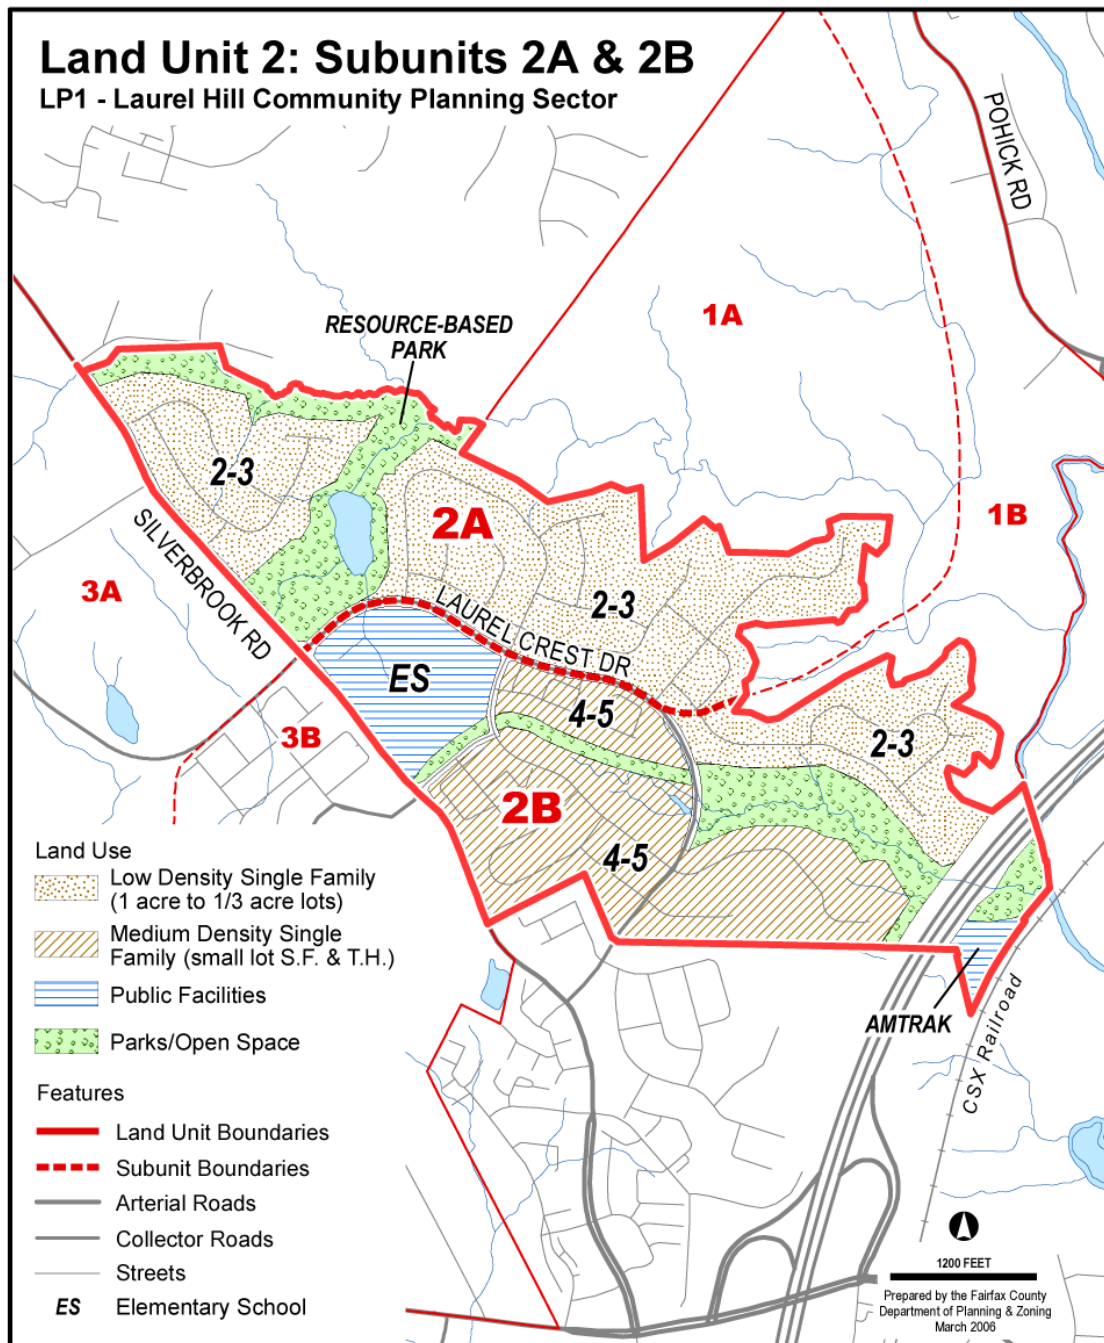 Land Unit 2: Subunits 2A & 2B
LP1 - Laurel Hill Community Planning Sector
POHICK RD
1A
RESOURCE-BASED
PARK
2-3
2A
1B
3A
SILVERBROOK RD
LAUREL CREST DR
2-3
ES
4-5
3B
2-3
2B
4-5
Land Use
Low Density Single Family
(1 acre to 1/3 acre lots)
Medium Density Single
Family (small lot S.F. & T.H.)
Public Facilities
Parks/Open Space
AMTRAK
CSX Railroad
Features
Land Unit Boundaries
Subunit Boundaries
Arterial Roads
Collector Roads
Streets
ES Elementary School
1200 FEET
Prepared by the Fairfax County
Department of Planning & Zoning
March 2006